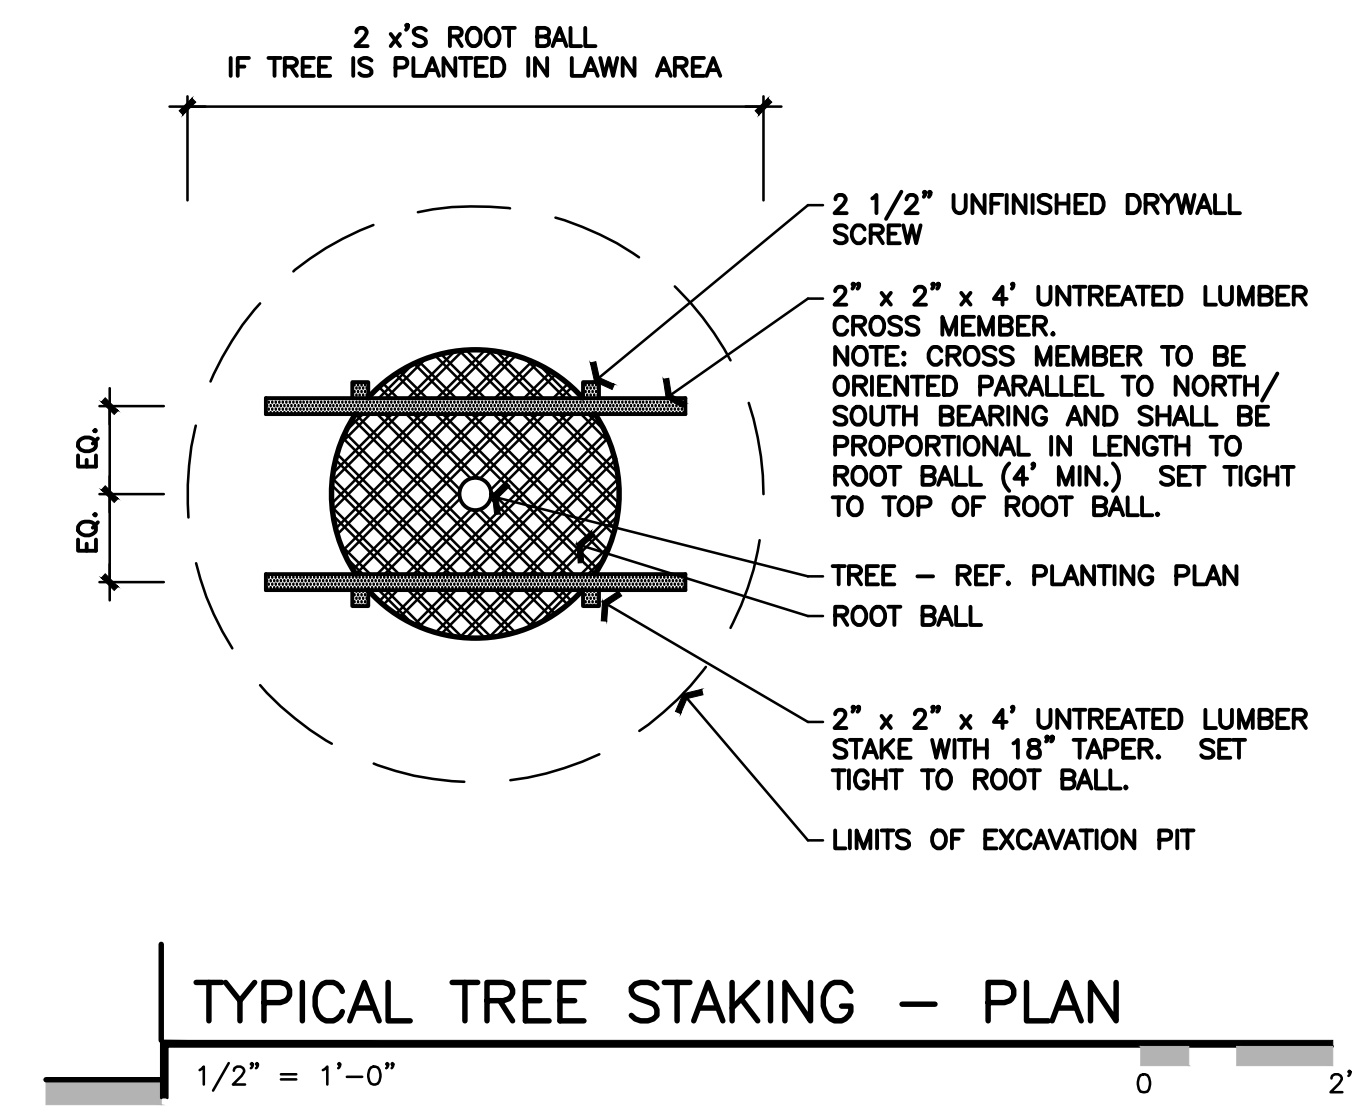 2 x'S ROOT BALL
IF TREE IS PLANTED IN LAWN AREA
2 1/2" UNFINISHED DRYWALL
SCREW
2" x 2" x 4' UNTREATED LUMBER
CROSS MEMBER.
NOTE: CROSS MEMBER TO BE
ORIENTED PARALLEL TO NORTH/
SOUTH BEARING AND SHALL BE
PROPORTIONAL IN LENGTH TO
ROOT BALL (4' MIN.) SET TIGHT
TO TOP OF ROOT BALL.
EQ.
EQ.
TREE - REF. PLANTING PLAN
ROOT BALL
2" x 2" x 4' UNTREATED LUMBER
STAKE WITH 18" TAPER. SET
TIGHT TO ROOT BALL.
LIMITS OF EXCAVATION PIT
TYPICAL TREE STAKING - PLAN
1/2" = 1'-0"
0 2'